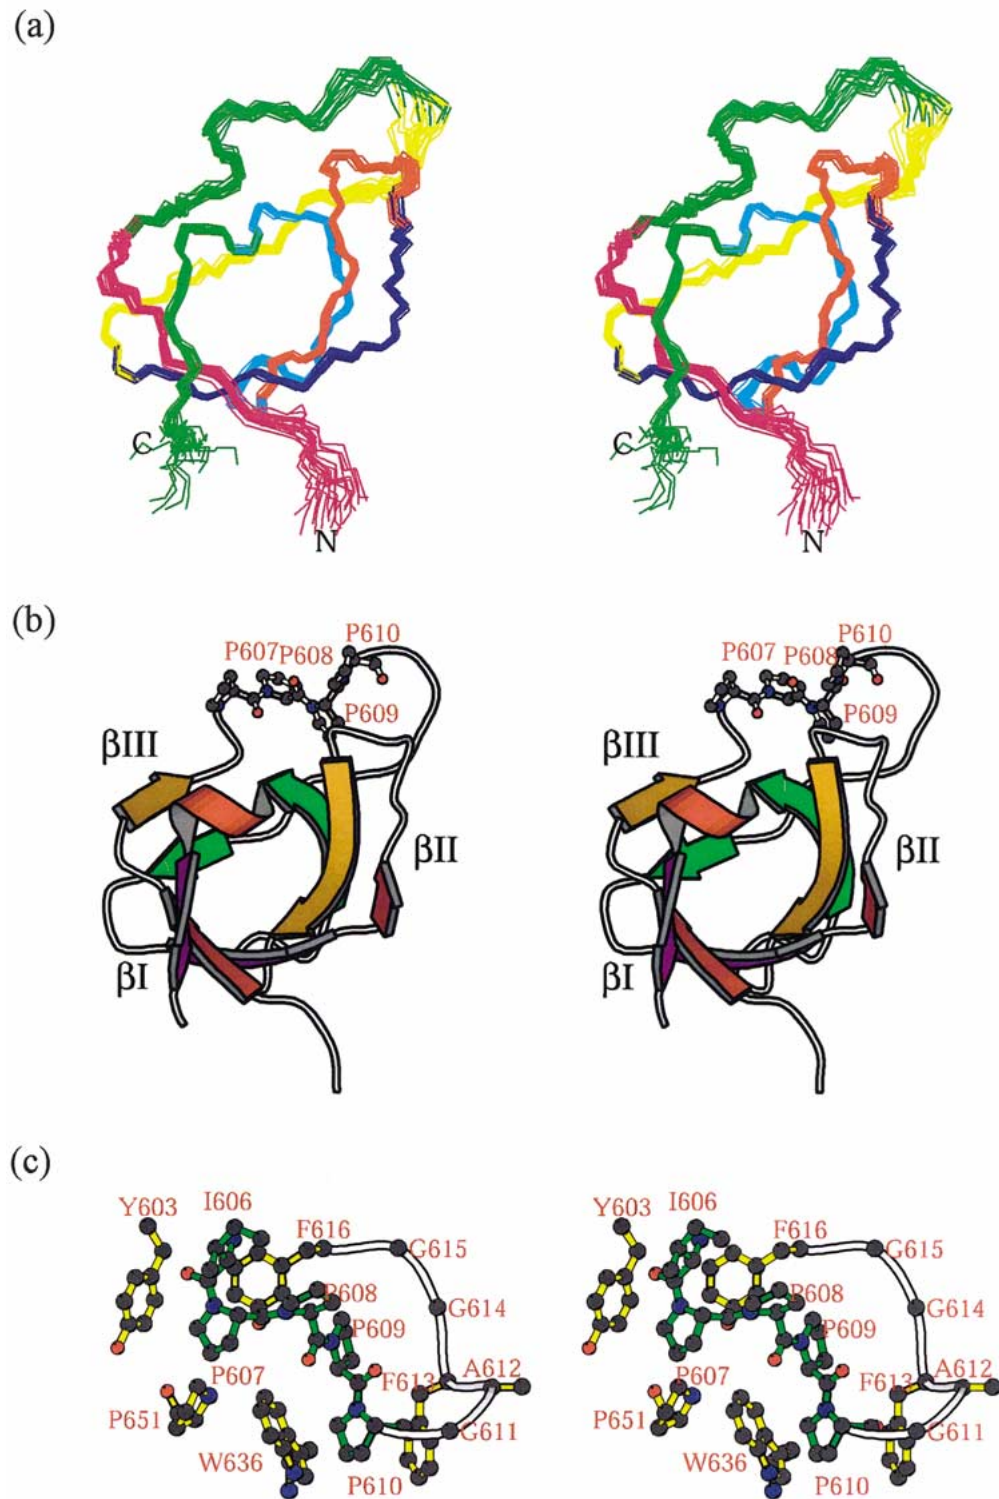 (a)
C C
N N
(b)
P610 P610
P607 P608 P607 P608
P609 P609
βIII βIII
βII βII
βI βI
(c)
I606 I606
Y603 F616 Y603 F616
G615 G615
P608 G614 P608 G614
P609 P609
P607 F613 A612 P607 F613 A612
P651 G611 P651 G611
W636 P610 W636 P610